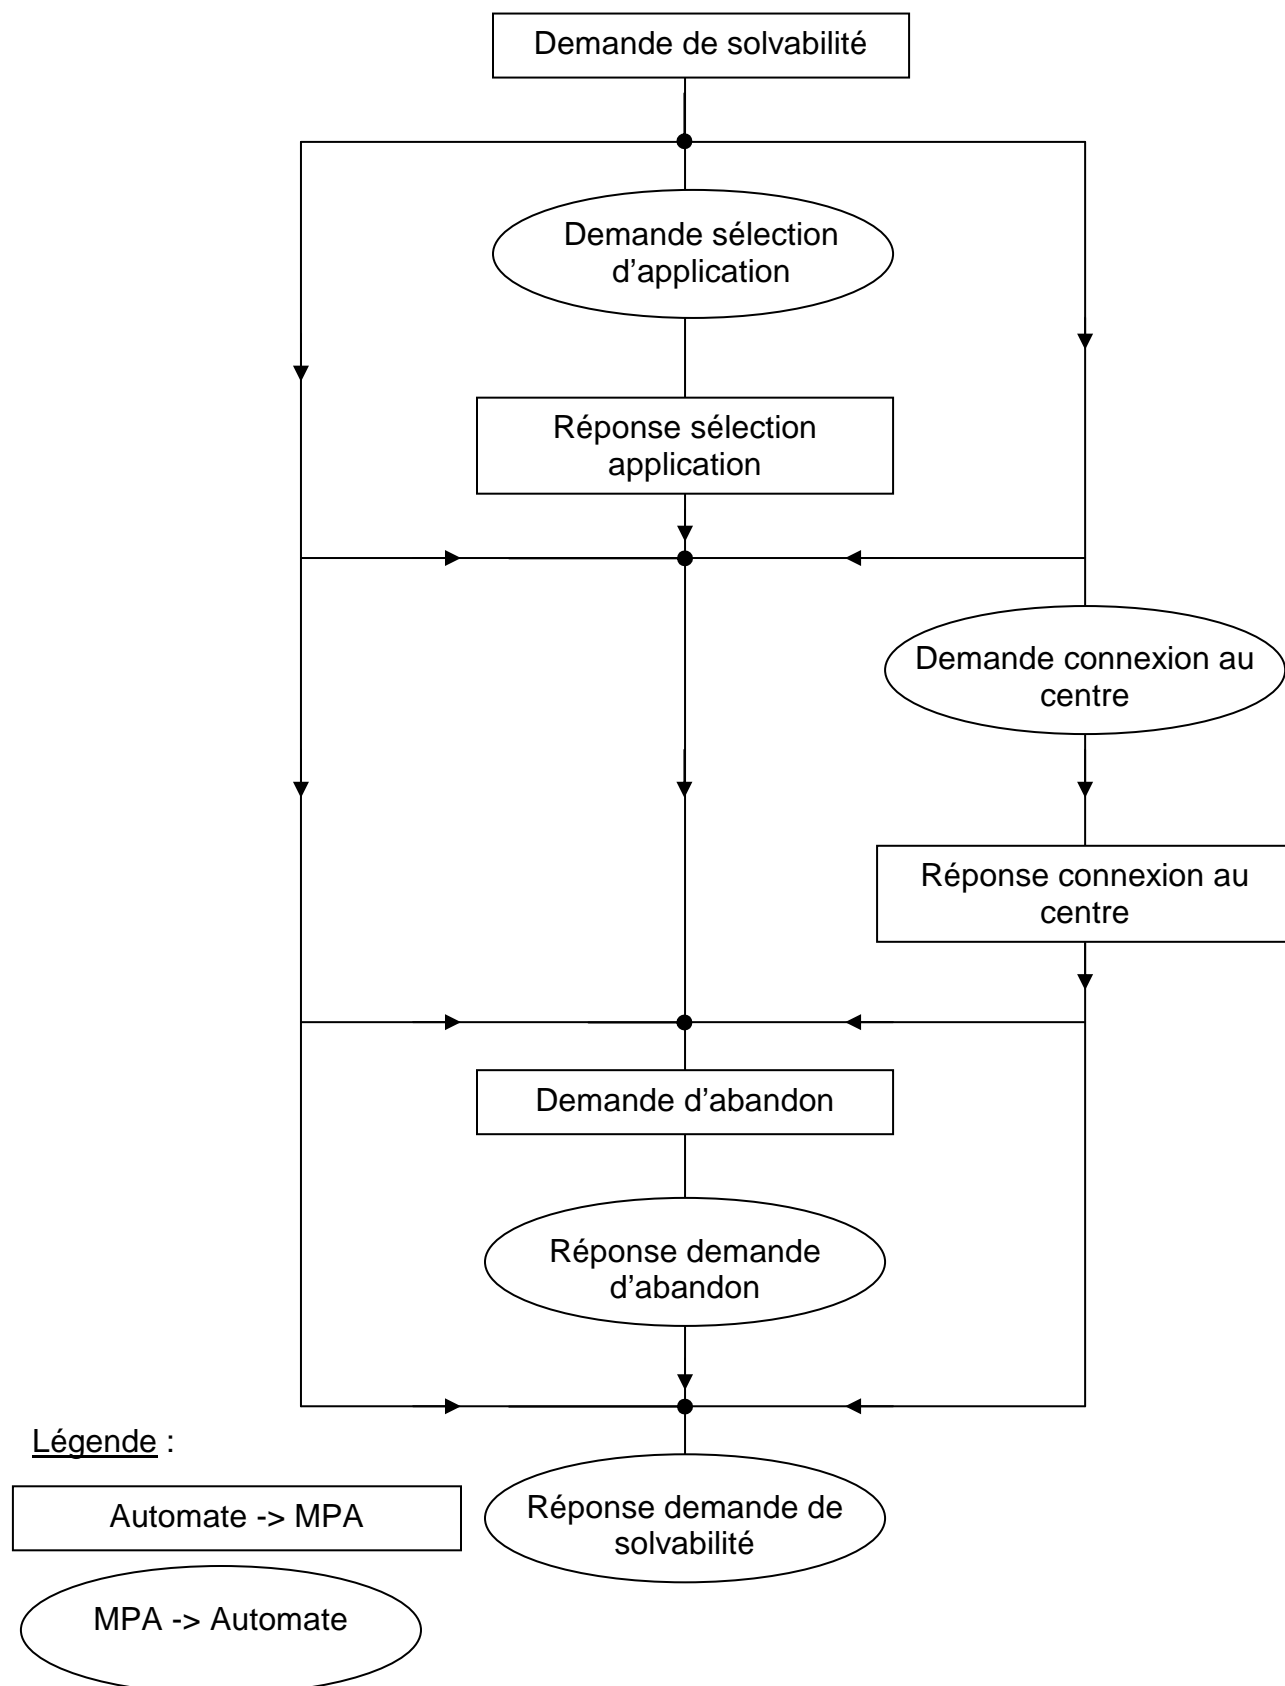 Demande de solvabilité
Demande sélection
d’application
Réponse sélection
application
Demande connexion au
centre
Réponse connexion au
centre
Demande d’abandon
Réponse demande
d’abandon
Légende :
Réponse demande de
solvabilité
Automate -> MPA
MPA -> Automate